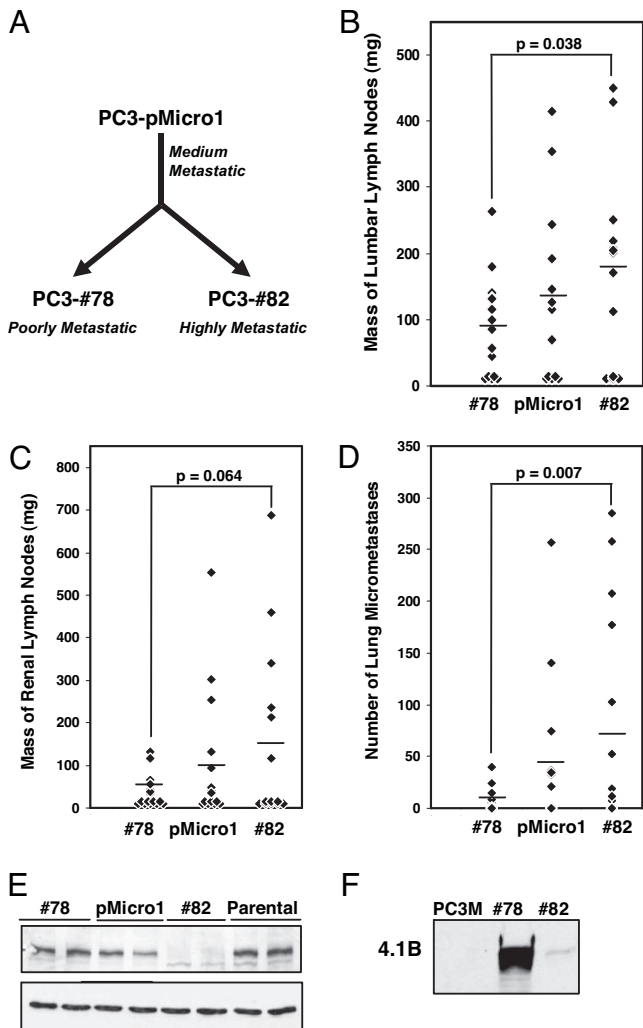 A
PC3-pMicro1
Medium
Metastatic
PC3-#78
PC3-#82
Poorly Metastatic
Highly Metastatic
B
Mass of Lumbar Lymph Nodes (mg)
500
400
300
200
100
0
p = 0.038
#78 pMicro1 #82
C
Mass of Renal Lymph Nodes (mg)
800
700
600
500
400
300
200
100
0
p = 0.064
#78 pMicro1 #82
D
Number of Lung Micrometastases
350
300
250
200
150
100
50
0
p = 0.007
#78 pMicro1 #82
E
#78 pMicro1 #82 Parental
F
PC3M #78 #82
4.1B